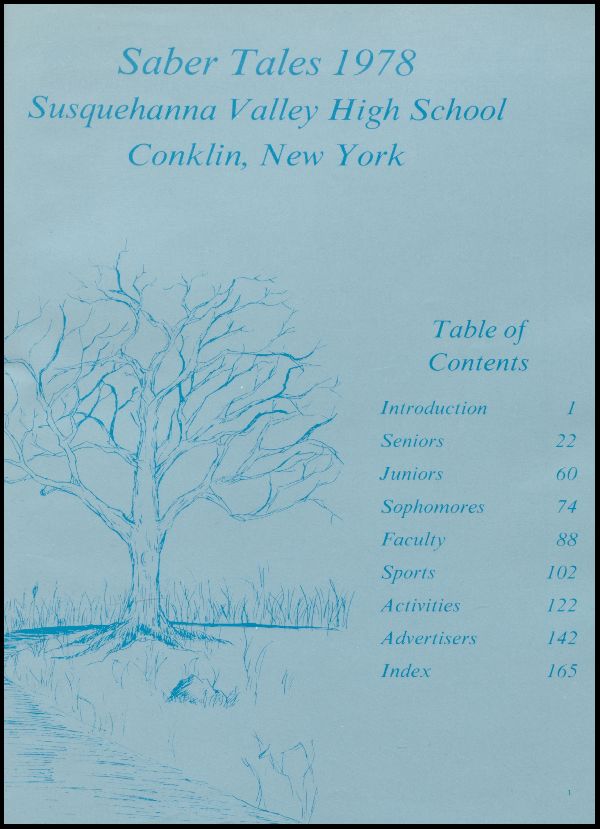 Saber Tales 1978
Susquehanna Valley High School
Conklin, New York
Table of
Contents
Introduction 1
Seniors 22
Juniors 60
Sophomores 74
Faculty 88
Sports 102
Activities 122
Advertisers 142
Index 165
1